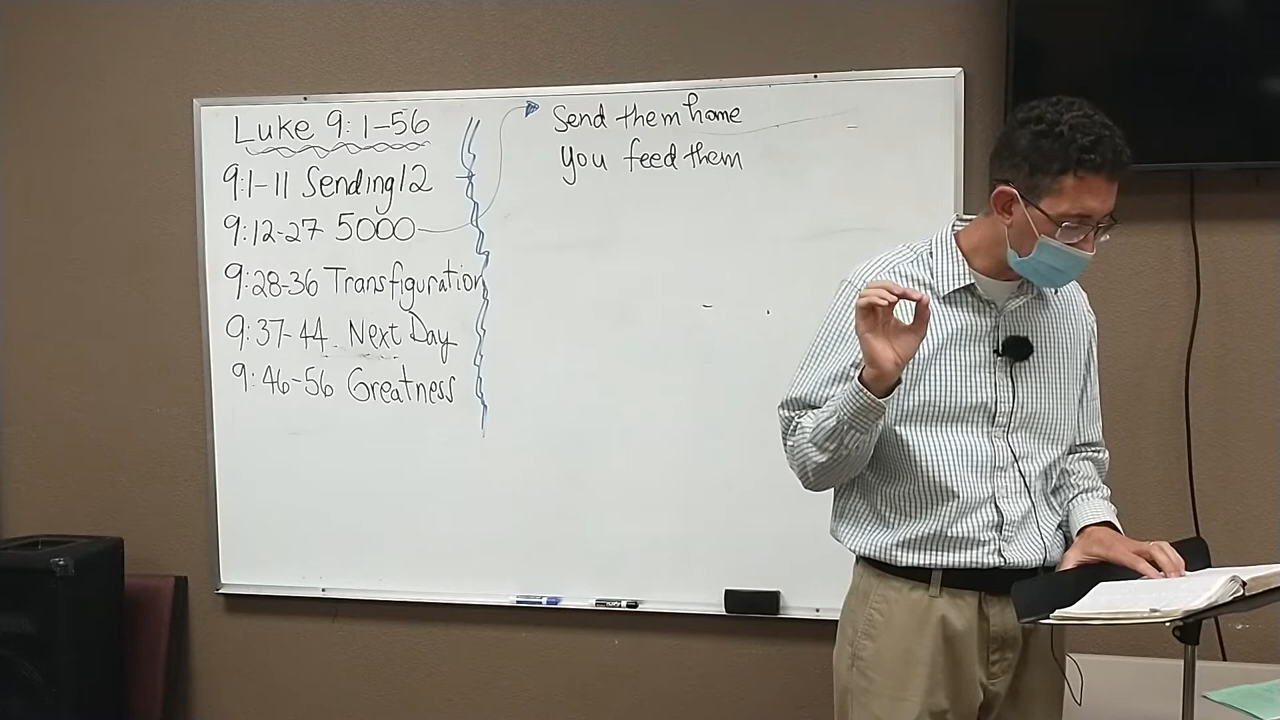 Luke 9:1-56
9:1-11 Sending 12
9:12-27 5000
9:28-36 Transfiguration
9:37-44 Next Day
9:46-56 Greatness
Send them home
You feed them